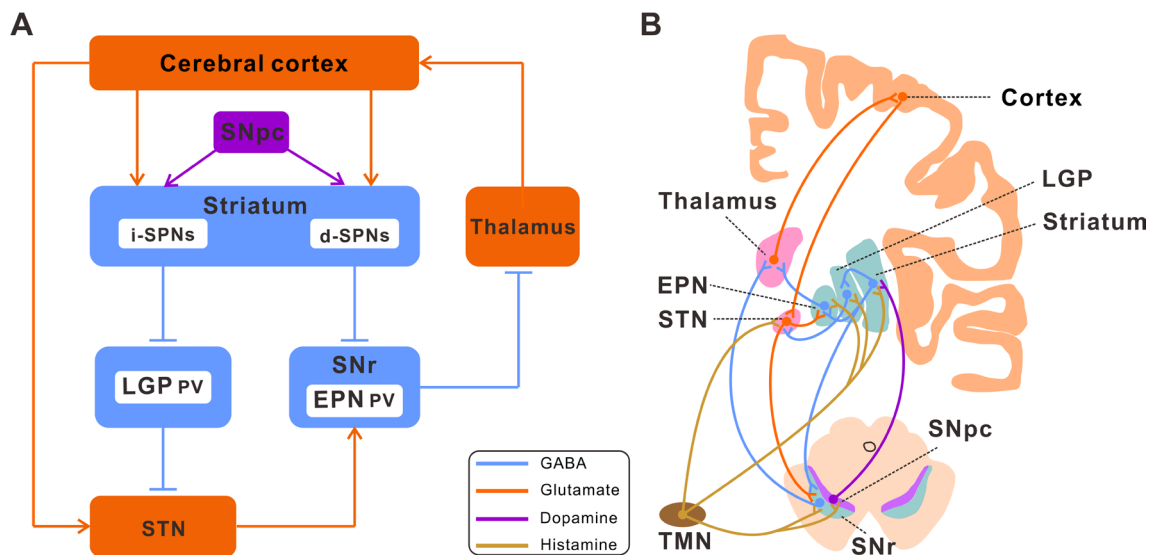 A
Cerebral cortex
SNpc
Striatum
i-SPNs
d-SPNs
Thalamus
LGP PV
SNr
EPN PV
STN
GABA
Glutamate
Dopamine
Histamine
B
Cortex
LGP
Thalamus
Striatum
EPN
STN
SNpc
TMN
SNr